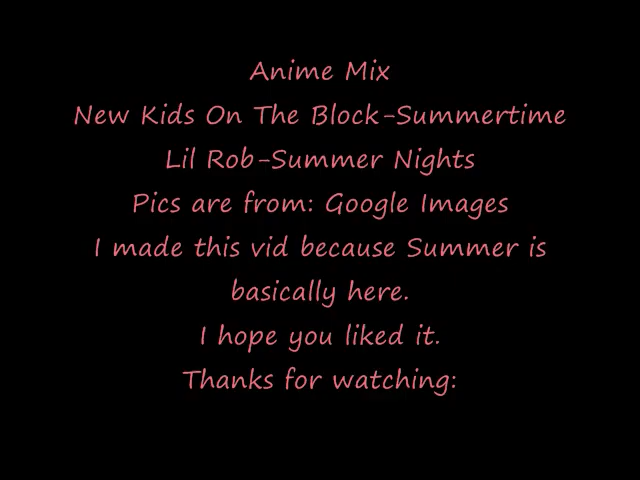 Anime Mix
New Kids On The Block-Summertime
Lil Rob-Summer Nights
Pics are from: Google Images
I made this vid because Summer is
basically here.
I hope you liked it.
Thanks for watching: